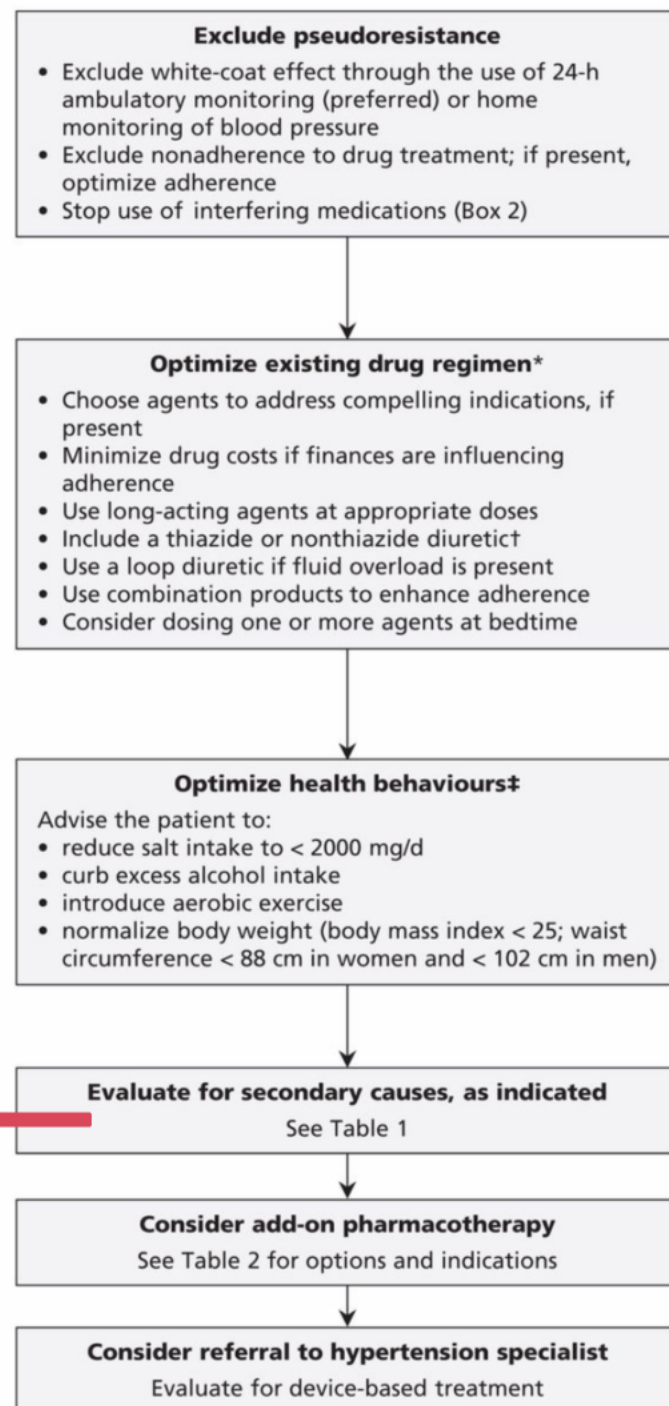 Exclude pseudoresistance
• Exclude white-coat effect through the use of 24-h
ambulatory monitoring (preferred) or home
monitoring of blood pressure
• Exclude nonadherence to drug treatment; if present,
optimize adherence
• Stop use of interfering medications (Box 2)
Optimize existing drug regimen*
• Choose agents to address compelling indications, if
present
• Minimize drug costs if finances are influencing
adherence
• Use long-acting agents at appropriate doses
• Include a thiazide or nonthiazide diuretic†
• Use a loop diuretic if fluid overload is present
• Use combination products to enhance adherence
• Consider dosing one or more agents at bedtime
Optimize health behaviours‡
Advise the patient to:
• reduce salt intake to < 2000 mg/d
• curb excess alcohol intake
• introduce aerobic exercise
• normalize body weight (body mass index < 25; waist
circumference < 88 cm in women and < 102 cm in men)
Evaluate for secondary causes, as indicated
See Table 1
Consider add-on pharmacotherapy
See Table 2 for options and indications
Consider referral to hypertension specialist
Evaluate for device-based treatment